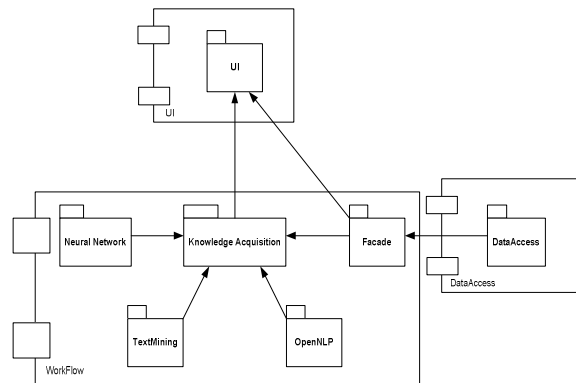 UI
UI
Neural Network
Knowledge Acquisition
Facade
DataAccess
DataAccess
TextMining
OpenNLP
WorkFlow